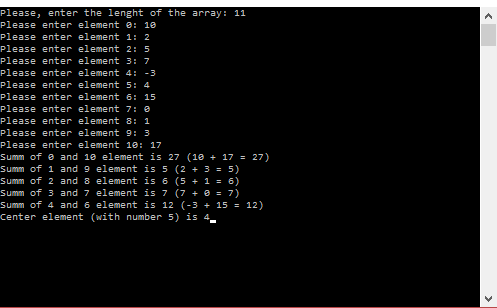 Please, enter the lenght of the array: 11
Please enter element 0: 10
Please enter element 1: 2
Please enter element 2: 5
Please enter element 3: 7
Please enter element 4: -3
Please enter element 5: 4
Please enter element 6: 15
Please enter element 7: 0
Please enter element 8: 1
Please enter element 9: 3
Please enter element 10: 17
Summ of 0 and 10 element is 27 (10 + 17 = 27)
Summ of 1 and 9 element is 5 (2 + 3 = 5)
Summ of 2 and 8 element is 6 (5 + 1 = 6)
Summ of 3 and 7 element is 7 (7 + 0 = 7)
Summ of 4 and 6 element is 12 (-3 + 15 = 12)
Center element (with number 5) is 4